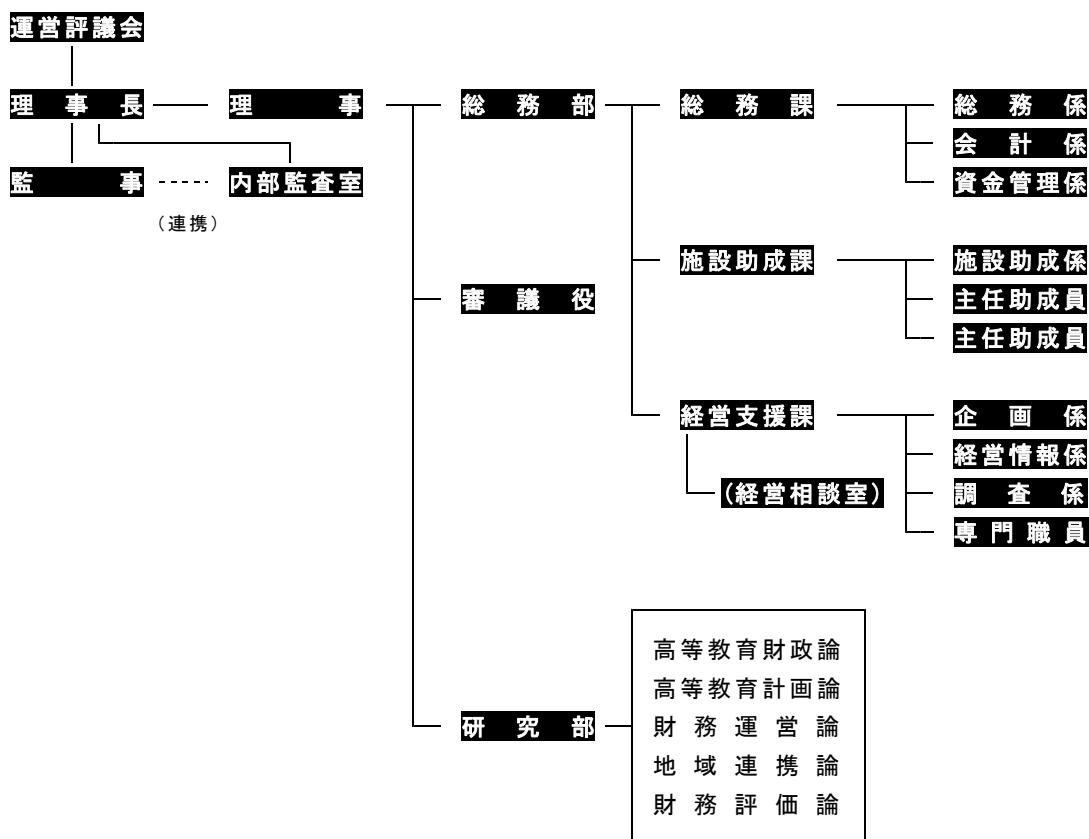 運営評議会
理事長 理事 総務部 総務課 総務係
会計係
監事 内部監査室 資金管理係
（連携）
施設助成課 施設助成係
審議役 主任助成員
主任助成員
経営支援課 企画係
経営情報係
（経営相談室） 調査係
専門職員
高等教育財政論
高等教育計画論
研究部 財務運営論
地域連携論
財務評価論